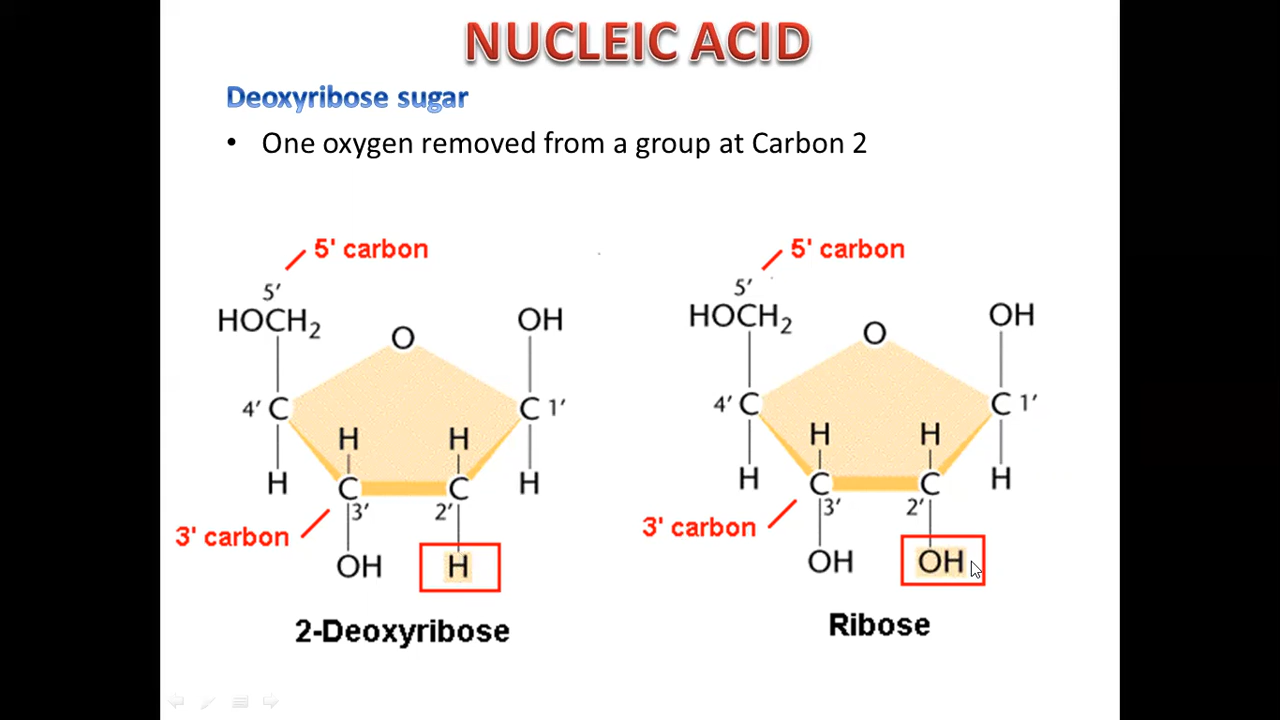 NUCLEIC ACID
Deoxyribose sugar
• One oxygen removed from a group at Carbon 2
5' carbon
5'
HOCH2
O
OH
4' C
C 1'
H
H
H
H
C
C
3'
2'
3' carbon
OH
H
2-Deoxyribose
5' carbon
5'
HOCH2
O
OH
4' C
C 1'
H
H
H
H
C
C
3'
2'
3' carbon
OH
OH
Ribose